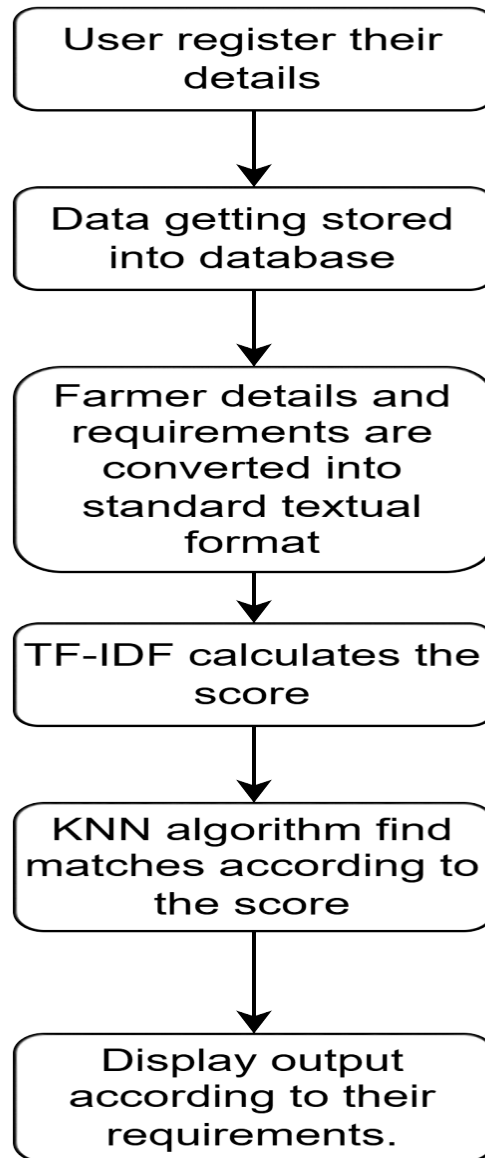 User register their
details
Data getting stored
into database
Farmer details and
requirements are
converted into
standard textual
format
TF-IDF calculates the
score
KNN algorithm find
matches according to
the score
Display output
according to their
requirements.